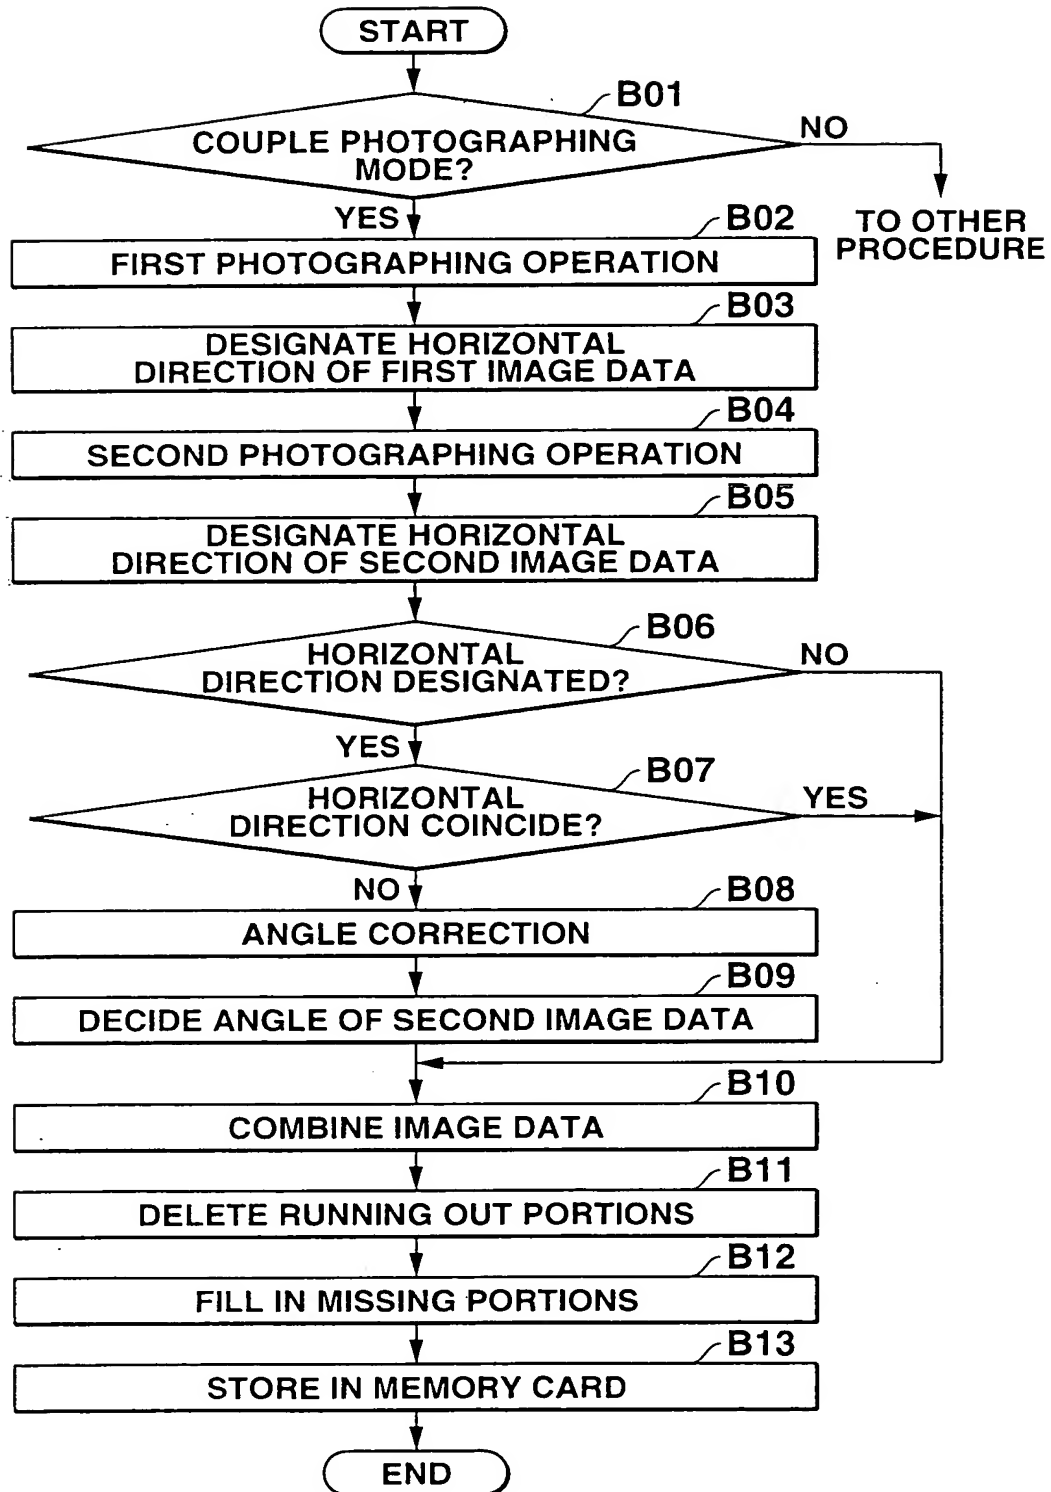 START
B01
COUPLE PHOTOGRAPHING
MODE?
NO
YES
TO OTHER
PROCEDURE
B02
FIRST PHOTOGRAPHING OPERATION
B03
DESIGNATE HORIZONTAL
DIRECTION OF FIRST IMAGE DATA
B04
SECOND PHOTOGRAPHING OPERATION
B05
DESIGNATE HORIZONTAL
DIRECTION OF SECOND IMAGE DATA
B06
HORIZONTAL
DIRECTION DESIGNATED?
NO
YES
B07
HORIZONTAL
DIRECTION COINCIDE?
YES
NO
B08
ANGLE CORRECTION
B09
DECIDE ANGLE OF SECOND IMAGE DATA
B10
COMBINE IMAGE DATA
B11
DELETE RUNNING OUT PORTIONS
B12
FILL IN MISSING PORTIONS
B13
STORE IN MEMORY CARD
END